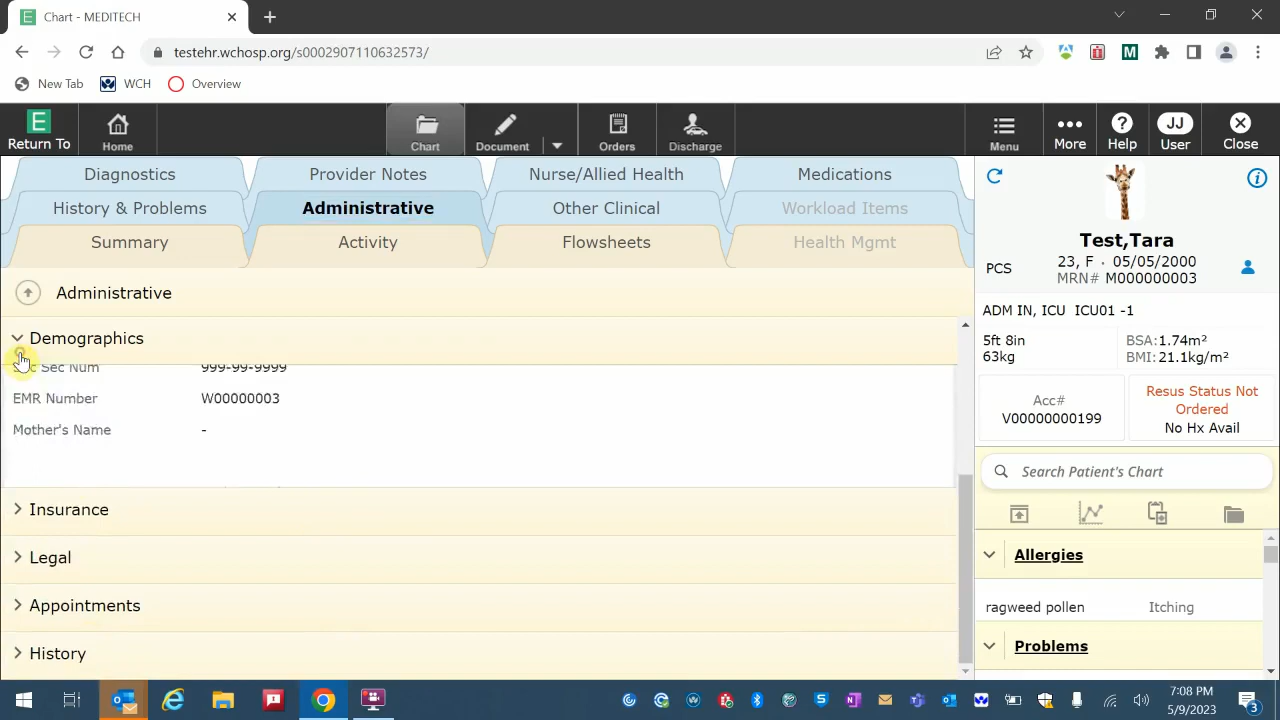 Chart - MEDITECH
testehr.wchosp.org/s0002907110632573/
New Tab WCH Overview
Return To Home Chart Document Orders Discharge Menu More Help JJ User Close
Diagnostics Provider Notes Nurse/Allied Health Medications
History & Problems Administrative Other Clinical Workload Items
Summary Activity Flowsheets Health Mgmt
Administrative
Demographics
Soc Sec Num 999-99-9999
EMR Number W00000003
Mother's Name -
Insurance
Legal
Appointments
History
Test,Tara
PCS
23, F · 05/05/2000
MRN# M000000003
ADM IN, ICU ICU01 -1
5ft 8in BSA:1.74m²
63kg BMI:21.1kg/m²
Acc#
V00000000199
Resus Status Not
Ordered
No Hx Avail
Search Patient's Chart
Allergies
ragweed pollen Itching
Problems
7:08 PM
5/9/2023
3